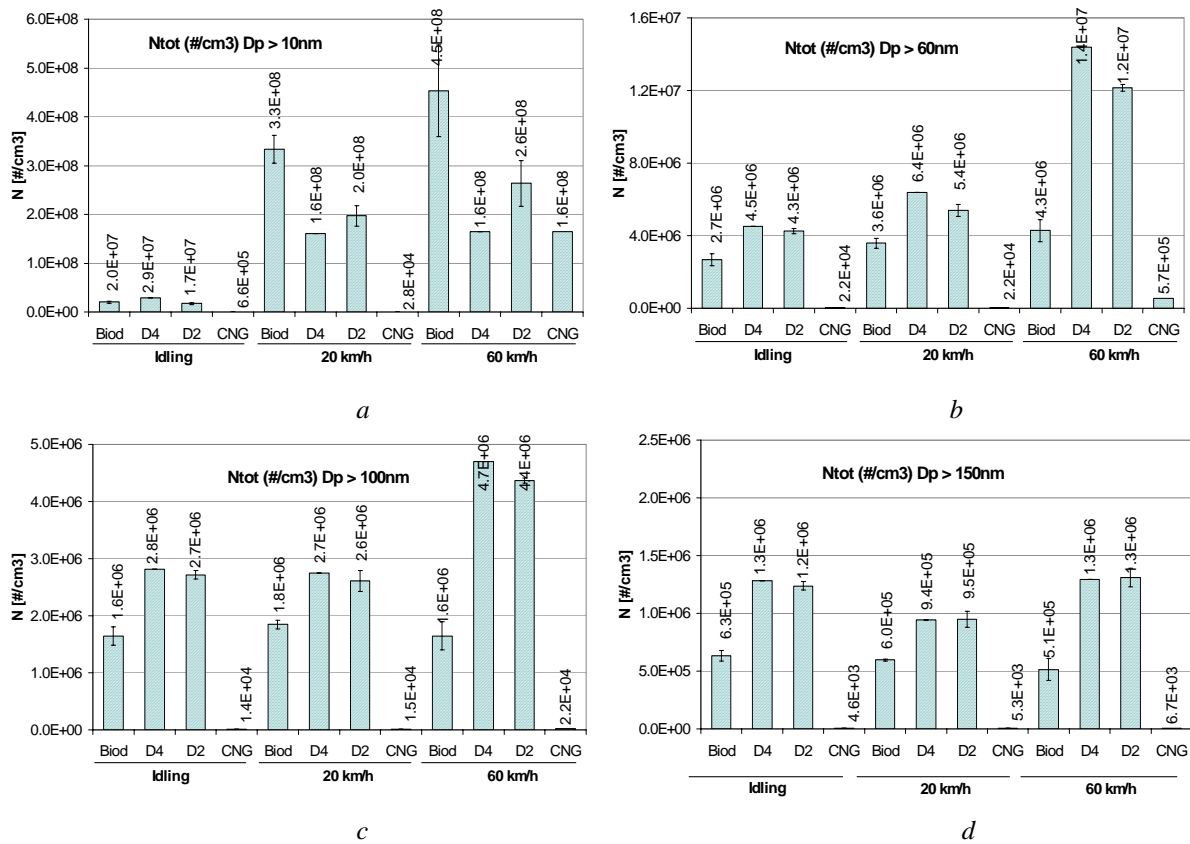 Ntot (#/cm3) Dp > 10nm
N [#/cm3]
6.0E+08
5.0E+08
4.0E+08
3.0E+08
2.0E+08
1.0E+08
0.0E+00
2.0E+07
2.9E+07
1.7E+07
6.6E+05
3.3E+08
1.6E+08
2.0E+08
2.8E+04
4.5E+08
1.6E+08
2.6E+08
1.6E+08
Biod D4 D2 CNG Biod D4 D2 CNG Biod D4 D2 CNG
Idling 20 km/h 60 km/h
a
Ntot (#/cm3) Dp > 60nm
N [#/cm3]
1.6E+07
1.2E+07
8.0E+06
4.0E+06
0.0E+00
2.7E+06
4.5E+06
4.3E+06
2.2E+04
3.6E+06
6.4E+06
5.4E+06
2.2E+04
4.3E+06
1.4E+07
1.2E+07
5.7E+05
Biod D4 D2 CNG Biod D4 D2 CNG Biod D4 D2 CNG
Idling 20 km/h 60 km/h
b
Ntot (#/cm3) Dp > 100nm
N [#/cm3]
5.0E+06
4.0E+06
3.0E+06
2.0E+06
1.0E+06
0.0E+00
1.6E+06
2.8E+06
2.7E+06
1.4E+04
1.8E+06
2.7E+06
2.6E+06
1.5E+04
1.6E+06
4.7E+06
4.4E+06
2.2E+04
Biod D4 D2 CNG Biod D4 D2 CNG Biod D4 D2 CNG
Idling 20 km/h 60 km/h
c
Ntot (#/cm3) Dp > 150nm
N [#/cm3]
2.5E+06
2.0E+06
1.5E+06
1.0E+06
5.0E+05
0.0E+00
6.3E+05
1.3E+06
1.2E+06
4.6E+03
6.0E+05
9.4E+05
9.5E+05
5.3E+03
5.1E+05
1.3E+06
1.3E+06
6.7E+03
Biod D4 D2 CNG Biod D4 D2 CNG Biod D4 D2 CNG
Idling 20 km/h 60 km/h
d